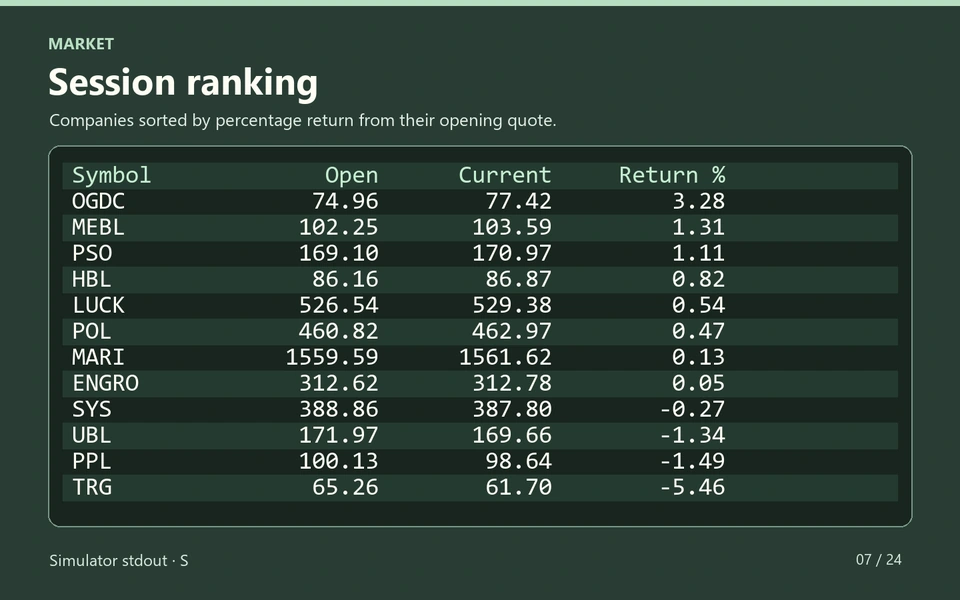 MARKET
Session ranking
Companies sorted by percentage return from their opening quote.
Symbol Open Current Return %
OGDC 74.96 77.42 3.28
MEBL 102.25 103.59 1.31
PSO 169.10 170.97 1.11
HBL 86.16 86.87 0.82
LUCK 526.54 529.38 0.54
POL 460.82 462.97 0.47
MARI 1559.59 1561.62 0.13
ENGRO 312.62 312.78 0.05
SYS 388.86 387.80 -0.27
UBL 171.97 169.66 -1.34
PPL 100.13 98.64 -1.49
TRG 65.26 61.70 -5.46
Simulator stdout · S
07 / 24